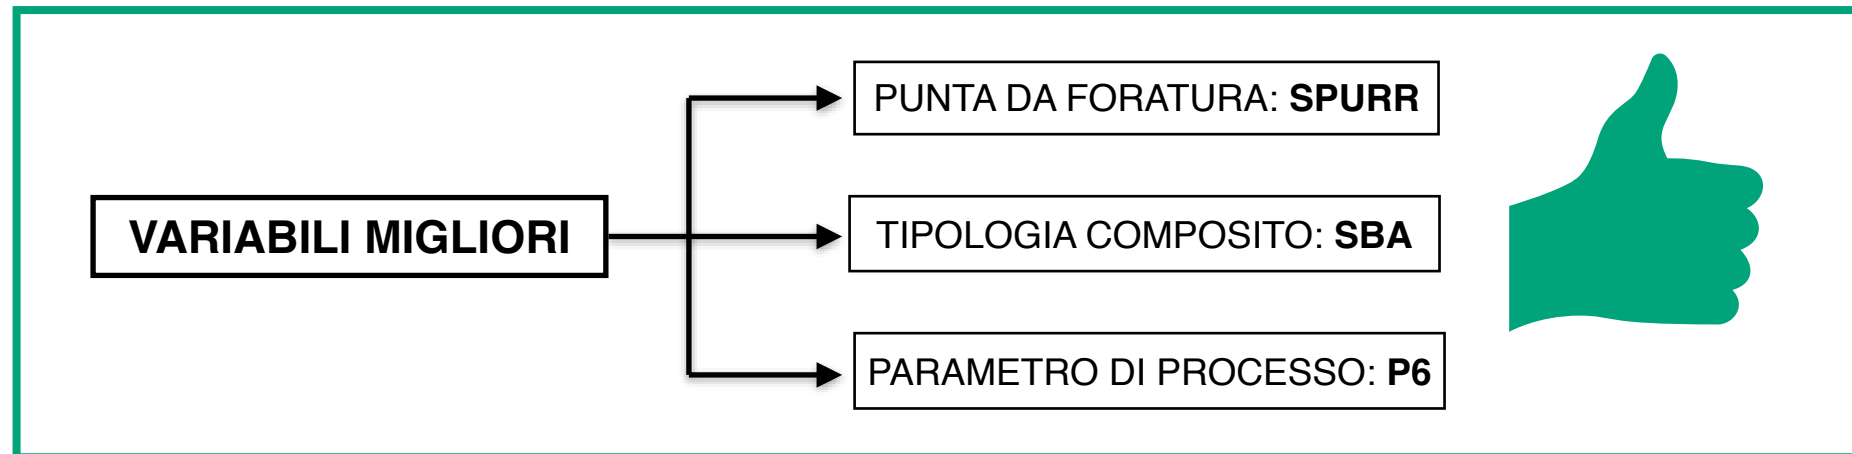 VARIABILI MIGLIORI
PUNTA DA FORATURA: SPURR
TIPOLOGIA COMPOSITO: SBA
PARAMETRO DI PROCESSO: P6